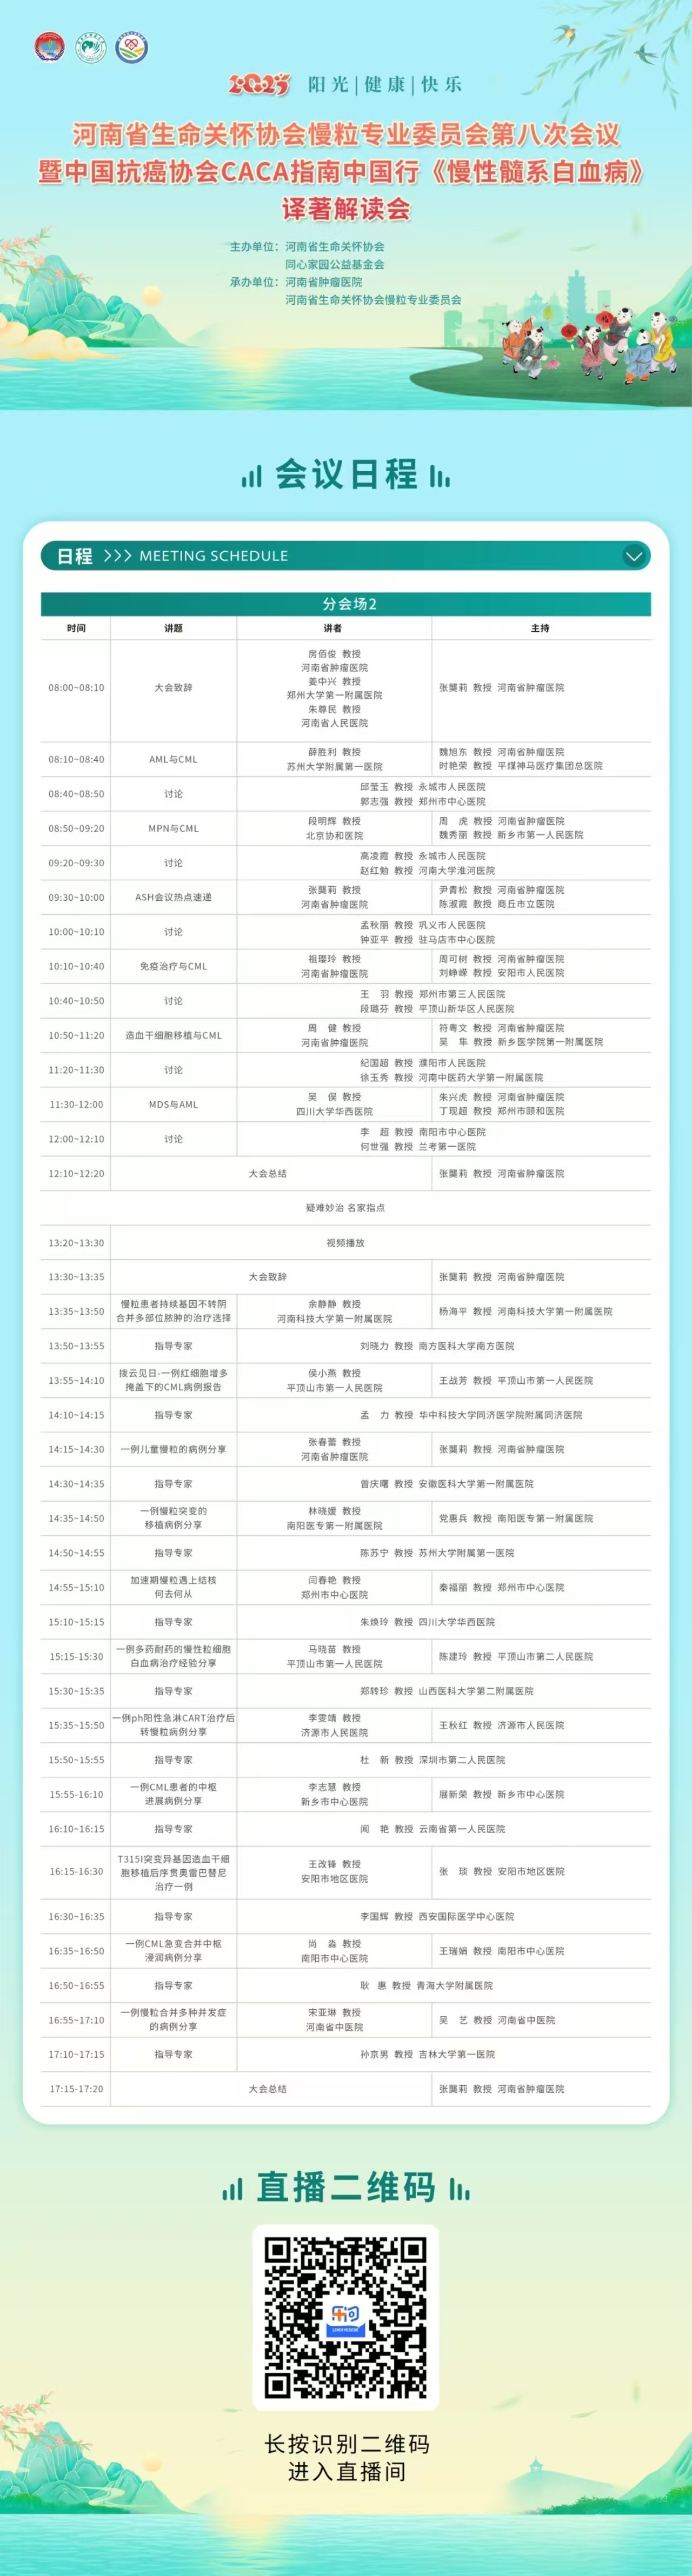 2025 阳光|健康|快乐
河南省生命关怀协会慢粒专业委员会第八次会议
暨中国抗癌协会CACA指南中国行《慢性髓系白血病》
译著解读会
主办单位：河南省生命关怀协会
同心家园公益基金会
承办单位：河南省肿瘤医院
河南省生命关怀协会慢粒专业委员会
会议日程
日程 >>> MEETING SCHEDULE
分会场2
时间 讲题 讲者 主持
08:00~08:10 大会致辞
房佰俊 教授
河南省肿瘤医院
姜中兴 教授
郑州大学第一附属医院
朱尊民 教授
河南省人民医院
张龑莉 教授 河南省肿瘤医院
08:10~08:40 AML与CML
薛胜利 教授
苏州大学附属第一医院
魏旭东 教授 河南省肿瘤医院
时艳荣 教授 平煤神马医疗集团总医院
08:40~08:50 讨论
邱莹玉 教授 永城市人民医院
郭志强 教授 郑州市中心医院
08:50~09:20 MPN与CML
段明辉 教授
北京协和医院
周 虎 教授 河南省肿瘤医院
魏秀丽 教授 新乡市第一人民医院
09:20~09:30 讨论
高凌霞 教授 永城市人民医院
赵红勉 教授 河南大学淮河医院
09:30~10:00 ASH会议热点速递
张龑莉 教授
河南省肿瘤医院
尹青松 教授 河南省肿瘤医院
陈淑霞 教授 商丘市立医院
10:00~10:10 讨论
孟秋丽 教授 巩义市人民医院
钟亚平 教授 驻马店市中心医院
10:10~10:40 免疫治疗与CML
祖璎玲 教授
河南省肿瘤医院
周可树 教授 河南省肿瘤医院
刘峥嵘 教授 安阳市人民医院
10:40~10:50 讨论
王 羽 教授 郑州市第三人民医院
段璐芬 教授 平顶山新华区人民医院
10:50~11:20 造血干细胞移植与CML
周 健 教授
河南省肿瘤医院
符粤文 教授 河南省肿瘤医院
吴 隼 教授 新乡医学院第一附属医院
11:20~11:30 讨论
纪国超 教授 濮阳市人民医院
徐玉秀 教授 河南中医药大学第一附属医院
11:30-12:00 MDS与AML
吴 俣 教授
四川大学华西医院
朱兴虎 教授 河南省肿瘤医院
丁现超 教授 郑州市颐和医院
12:00~12:10 讨论
李 超 教授 南阳市中心医院
何世强 教授 兰考第一医院
12:10~12:20 大会总结 张龑莉 教授 河南省肿瘤医院
疑难妙治 名家指点
13:20~13:30 视频播放
13:30~13:35 大会致辞 张龑莉 教授 河南省肿瘤医院
13:35~13:50
慢粒患者持续基因不转阴
合并多部位脓肿的治疗选择
余静静 教授
河南科技大学第一附属医院
杨海平 教授 河南科技大学第一附属医院
13:50~13:55 指导专家 刘晓力 教授 南方医科大学南方医院
13:55~14:10
拨云见日-一例红细胞增多
掩盖下的CML病例报告
侯小燕 教授
平顶山市第一人民医院
王战芳 教授 平顶山市第一人民医院
14:10~14:15 指导专家 孟 力 教授 华中科技大学同济医学院附属同济医院
14:15~14:30 一例儿童慢粒的病例分享
张春蕾 教授
河南省肿瘤医院
张龑莉 教授 河南省肿瘤医院
14:30~14:35 指导专家 曾庆曙 教授 安徽医科大学第一附属医院
14:35~14:50
一例慢粒突变的
移植病例分享
林晓媛 教授
南阳医专第一附属医院
党惠兵 教授 南阳医专第一附属医院
14:50~14:55 指导专家 陈苏宁 教授 苏州大学附属第一医院
14:55~15:10
加速期慢粒遇上结核
何去何从
闫春艳 教授
郑州市中心医院
秦福丽 教授 郑州市中心医院
15:10~15:15 指导专家 朱焕玲 教授 四川大学华西医院
15:15-15:30
一例多药耐药的慢性粒细胞
白血病治疗经验分享
马晓苗 教授
平顶山市第一人民医院
陈建玲 教授 平顶山市第二人民医院
15:30~15:35 指导专家 郑转珍 教授 山西医科大学第二附属医院
15:35~15:50
一例ph阳性急淋CART治疗后
转慢粒病例分享
李雯靖 教授
济源市人民医院
王秋红 教授 济源市人民医院
15:50~15:55 指导专家 杜 新 教授 深圳市第二人民医院
15:55-16:10
一例CML患者的中枢
进展病例分享
李志慧 教授
新乡市中心医院
展新荣 教授 新乡市中心医院
16:10~16:15 指导专家 闻 艳 教授 云南省第一人民医院
16:15-16:30
T315I突变异基因造血干细
胞移植后序贯奥雷巴替尼
治疗一例
王改锋 教授
安阳市地区医院
张 琰 教授 安阳市地区医院
16:30~16:35 指导专家 李国辉 教授 西安国际医学中心医院
16:35~16:50
一例CML急变合并中枢
浸润病例分享
尚 淼 教授
南阳市中心医院
王瑞娟 教授 南阳市中心医院
16:50~16:55 指导专家 耿 惠 教授 青海大学附属医院
16:55~17:10
一例慢粒合并多种并发症
的病例分享
宋亚琳 教授
河南省中医院
吴 艺 教授 河南省中医院
17:10~17:15 指导专家 孙京男 教授 吉林大学第一医院
17:15-17:20 大会总结 张龑莉 教授 河南省肿瘤医院
直播二维码
长按识别二维码
进入直播间